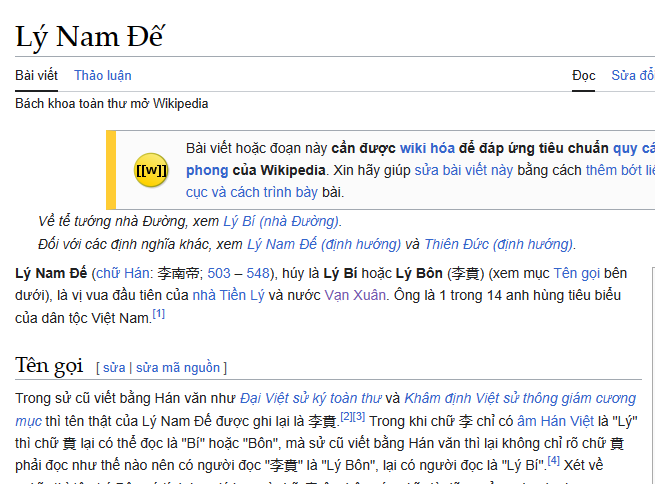 Lý Nam Đế
Bài viết Thảo luận Đọc Sửa đổi
Bách khoa toàn thư mở Wikipedia
[[w]]
Bài viết hoặc đoạn này cần được wiki hóa để đáp ứng tiêu chuẩn quy
phong của Wikipedia. Xin hãy giúp sửa bài viết này bằng cách thêm bớt
cục và cách trình bày bài.
Về tể tướng nhà Đường, xem Lý Bí (nhà Đường).
Đối với các định nghĩa khác, xem Lý Nam Đế (định hướng) và Thiên Đức (định hướng).
Lý Nam Đế (chữ Hán: 李南帝; 503 – 548), húy là Lý Bí hoặc Lý Bôn (李賁) (xem mục Tên gọi bên
dưới), là vị vua đầu tiên của nhà Tiền Lý và nước Vạn Xuân. Ông là 1 trong 14 anh hùng tiêu biểu
của dân tộc Việt Nam.[1]
Tên gọi [ sửa | sửa mã nguồn ]
Trong sử cũ viết bằng Hán văn như Đại Việt sử ký toàn thư và Khâm định Việt sử thông giám cương
mục thì tên thật của Lý Nam Đế được ghi lại là 李賁.[2][3] Trong khi chữ 李 chỉ có âm Hán Việt là "Lý"
thì chữ 賁 lại có thể đọc là "Bí" hoặc "Bôn", mà sử cũ viết bằng Hán văn thì lại không chỉ rõ chữ 賁
phải đọc như thế nào nên có người đọc "李賁" là "Lý Bôn", lại có người đọc là "Lý Bí".[4] Xét về